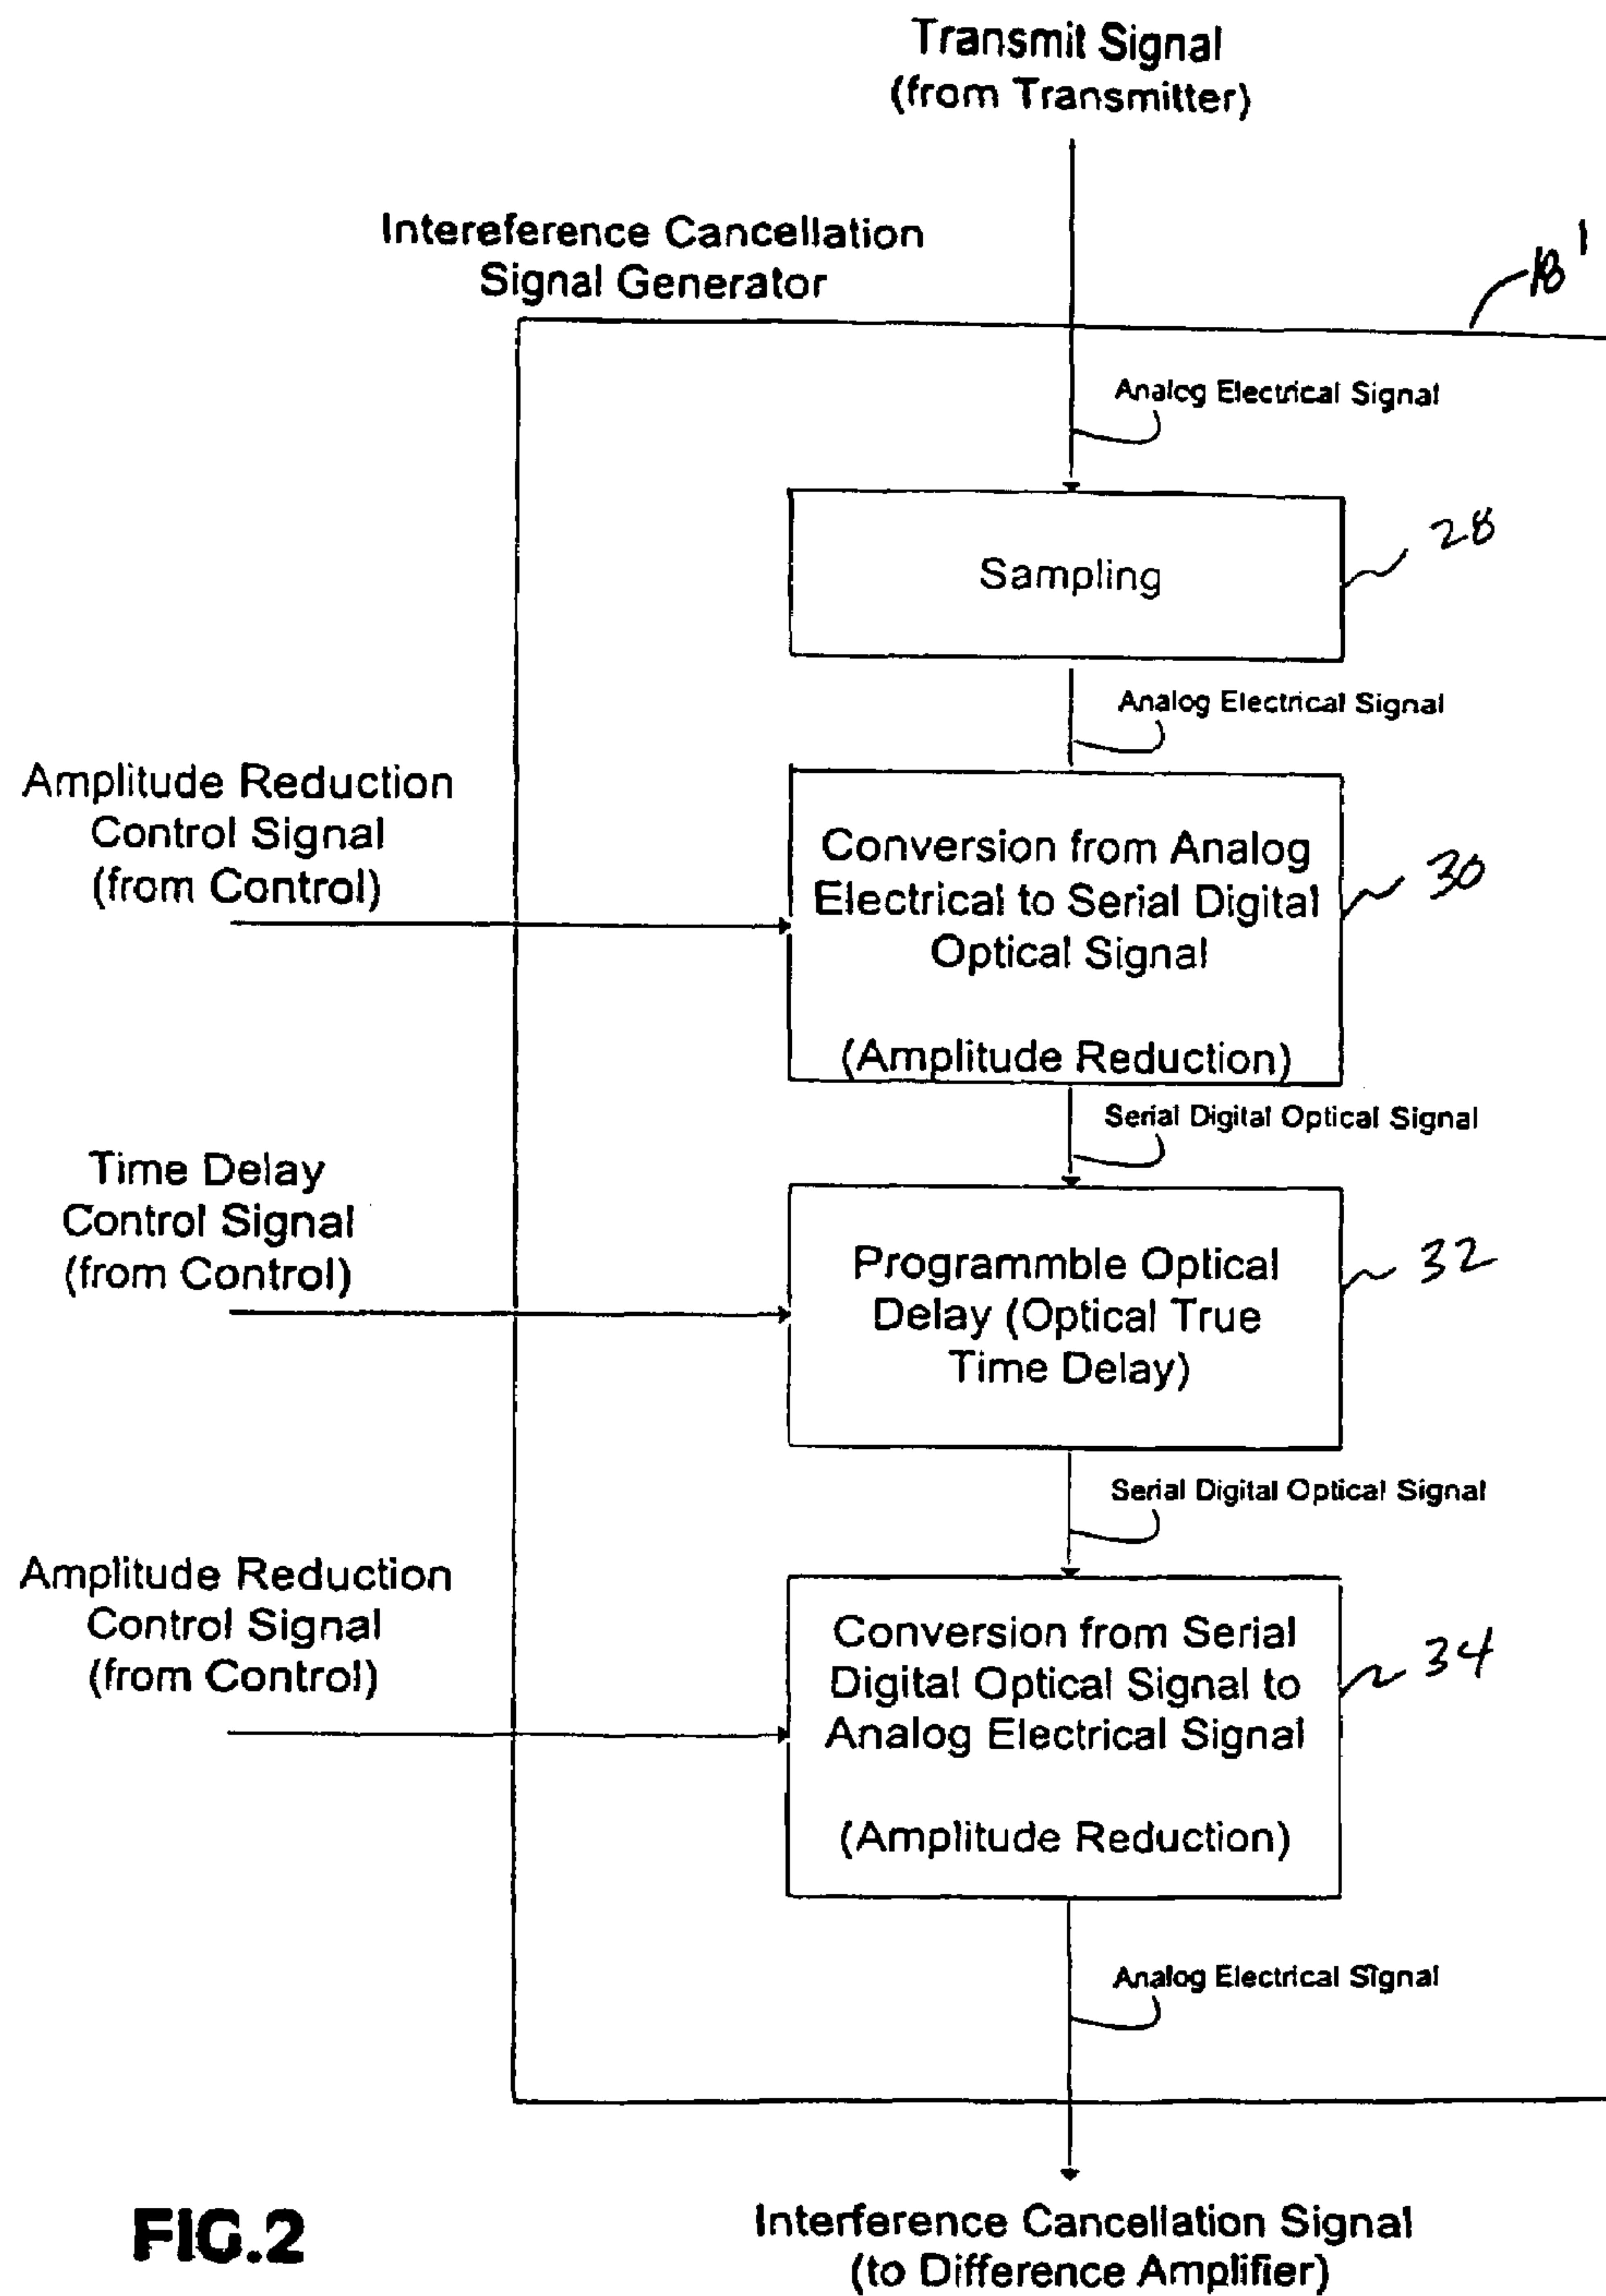 Transmit Signal
(from Transmitter)
Intereference Cancellation
Signal Generator
18'
Analog Electrical Signal
Sampling
28
Analog Electrical Signal
Amplitude Reduction
Control Signal
(from Control)
Conversion from Analog
Electrical to Serial Digital
Optical Signal
(Amplitude Reduction)
30
Serial Digital Optical Signal
Time Delay
Control Signal
(from Control)
Programmble Optical
Delay (Optical True
Time Delay)
32
Serial Digital Optical Signal
Amplitude Reduction
Control Signal
(from Control)
Conversion from Serial
Digital Optical Signal to
Analog Electrical Signal
(Amplitude Reduction)
34
Analog Electrical Signal
FIG.2
Interference Cancellation Signal
(to Difference Amplifier)